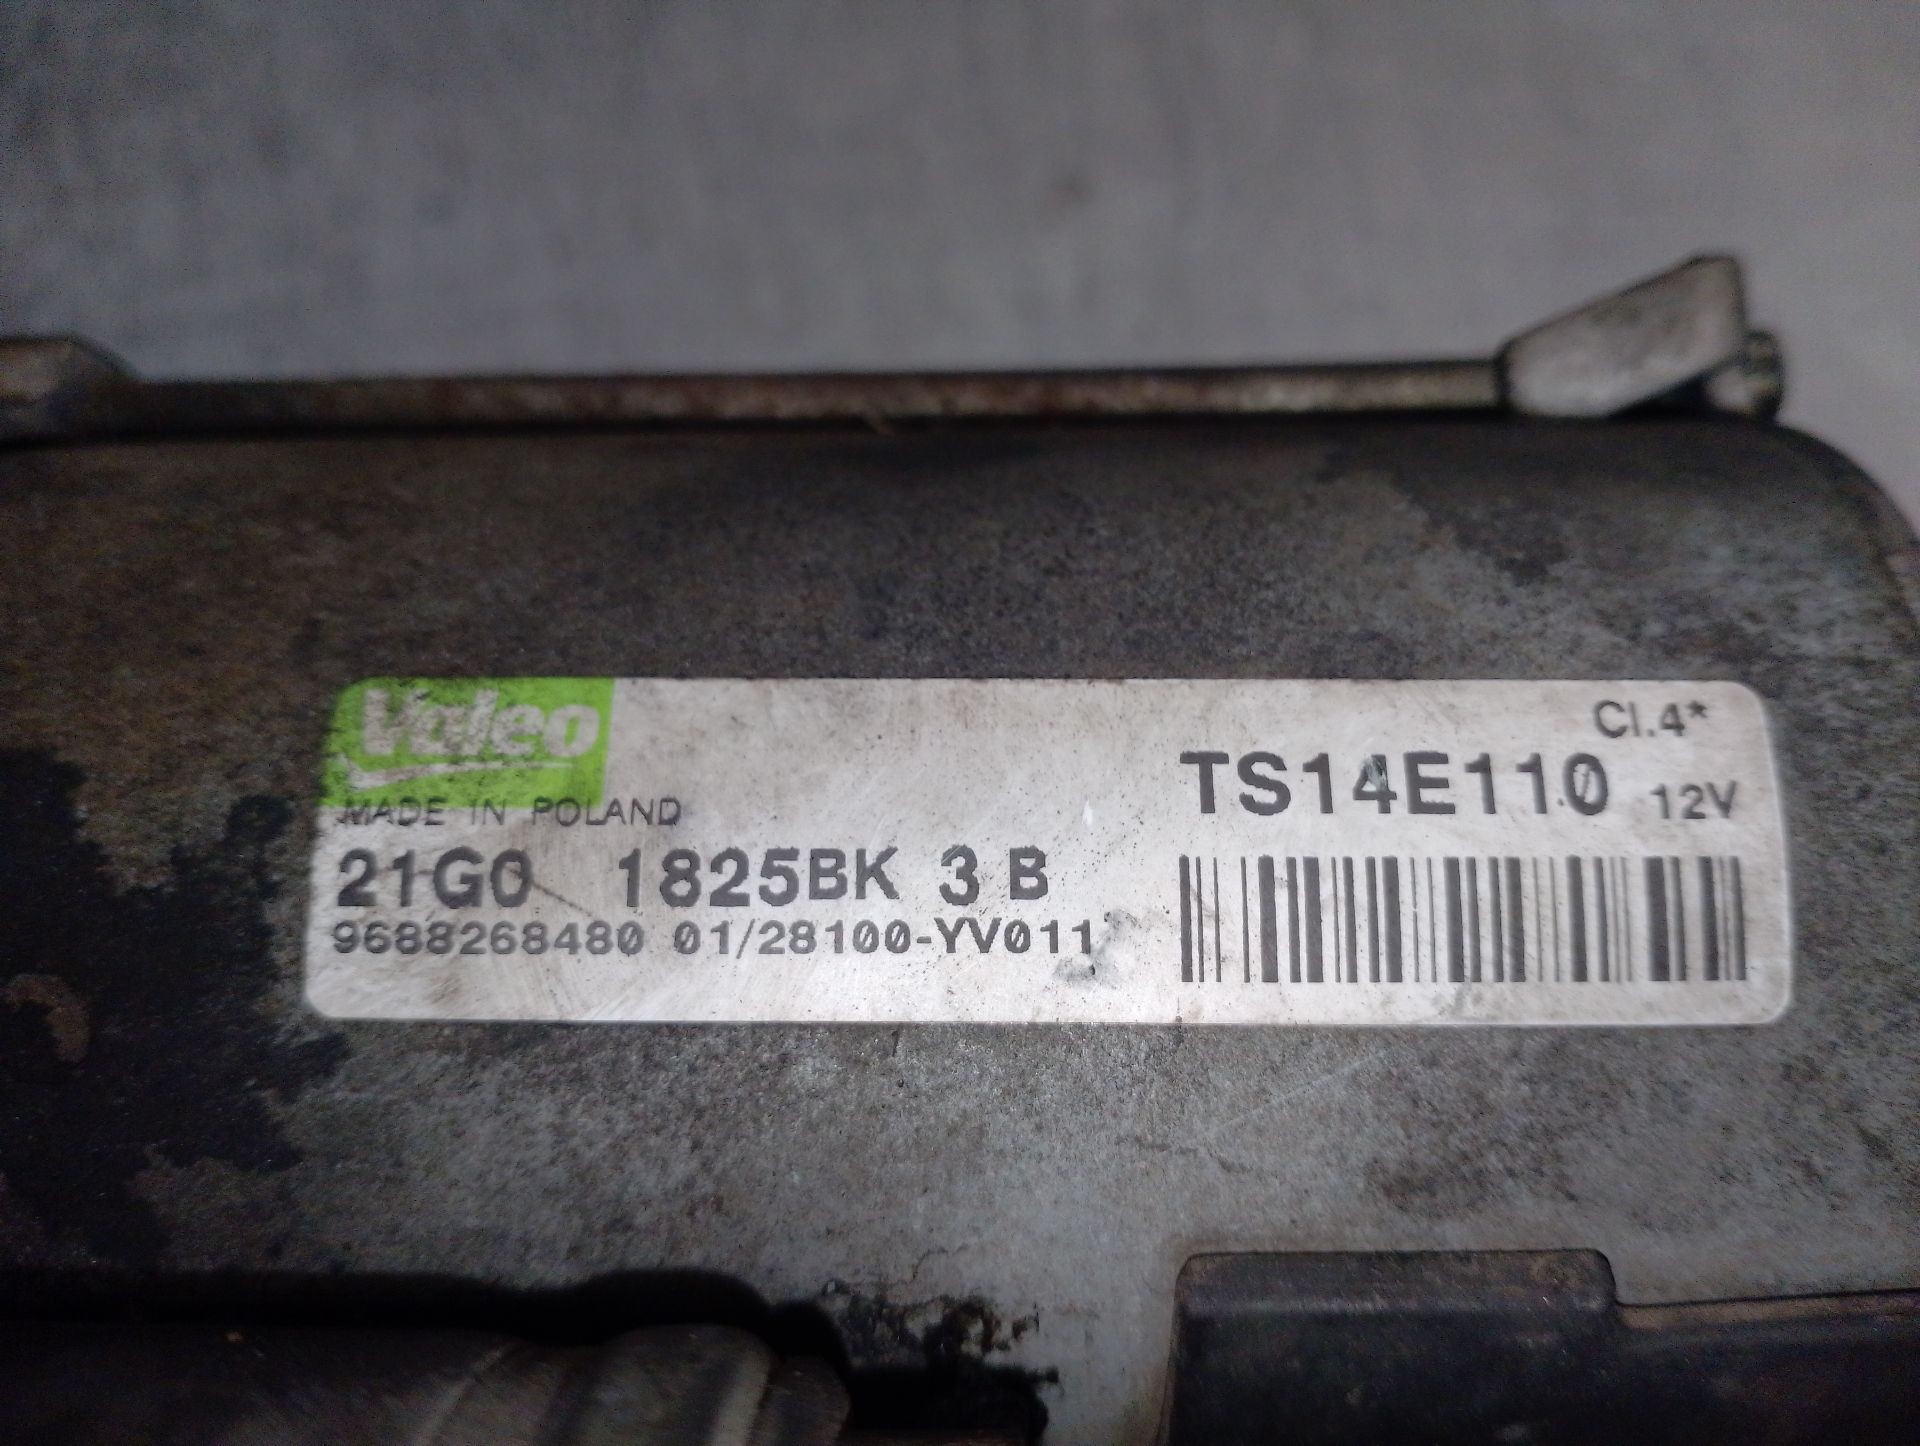 Valeo
Cl.4*
TS14E110 12V
MADE IN POLAND
21G0 1825BK 3 B
9688268480 01/28100-YV011